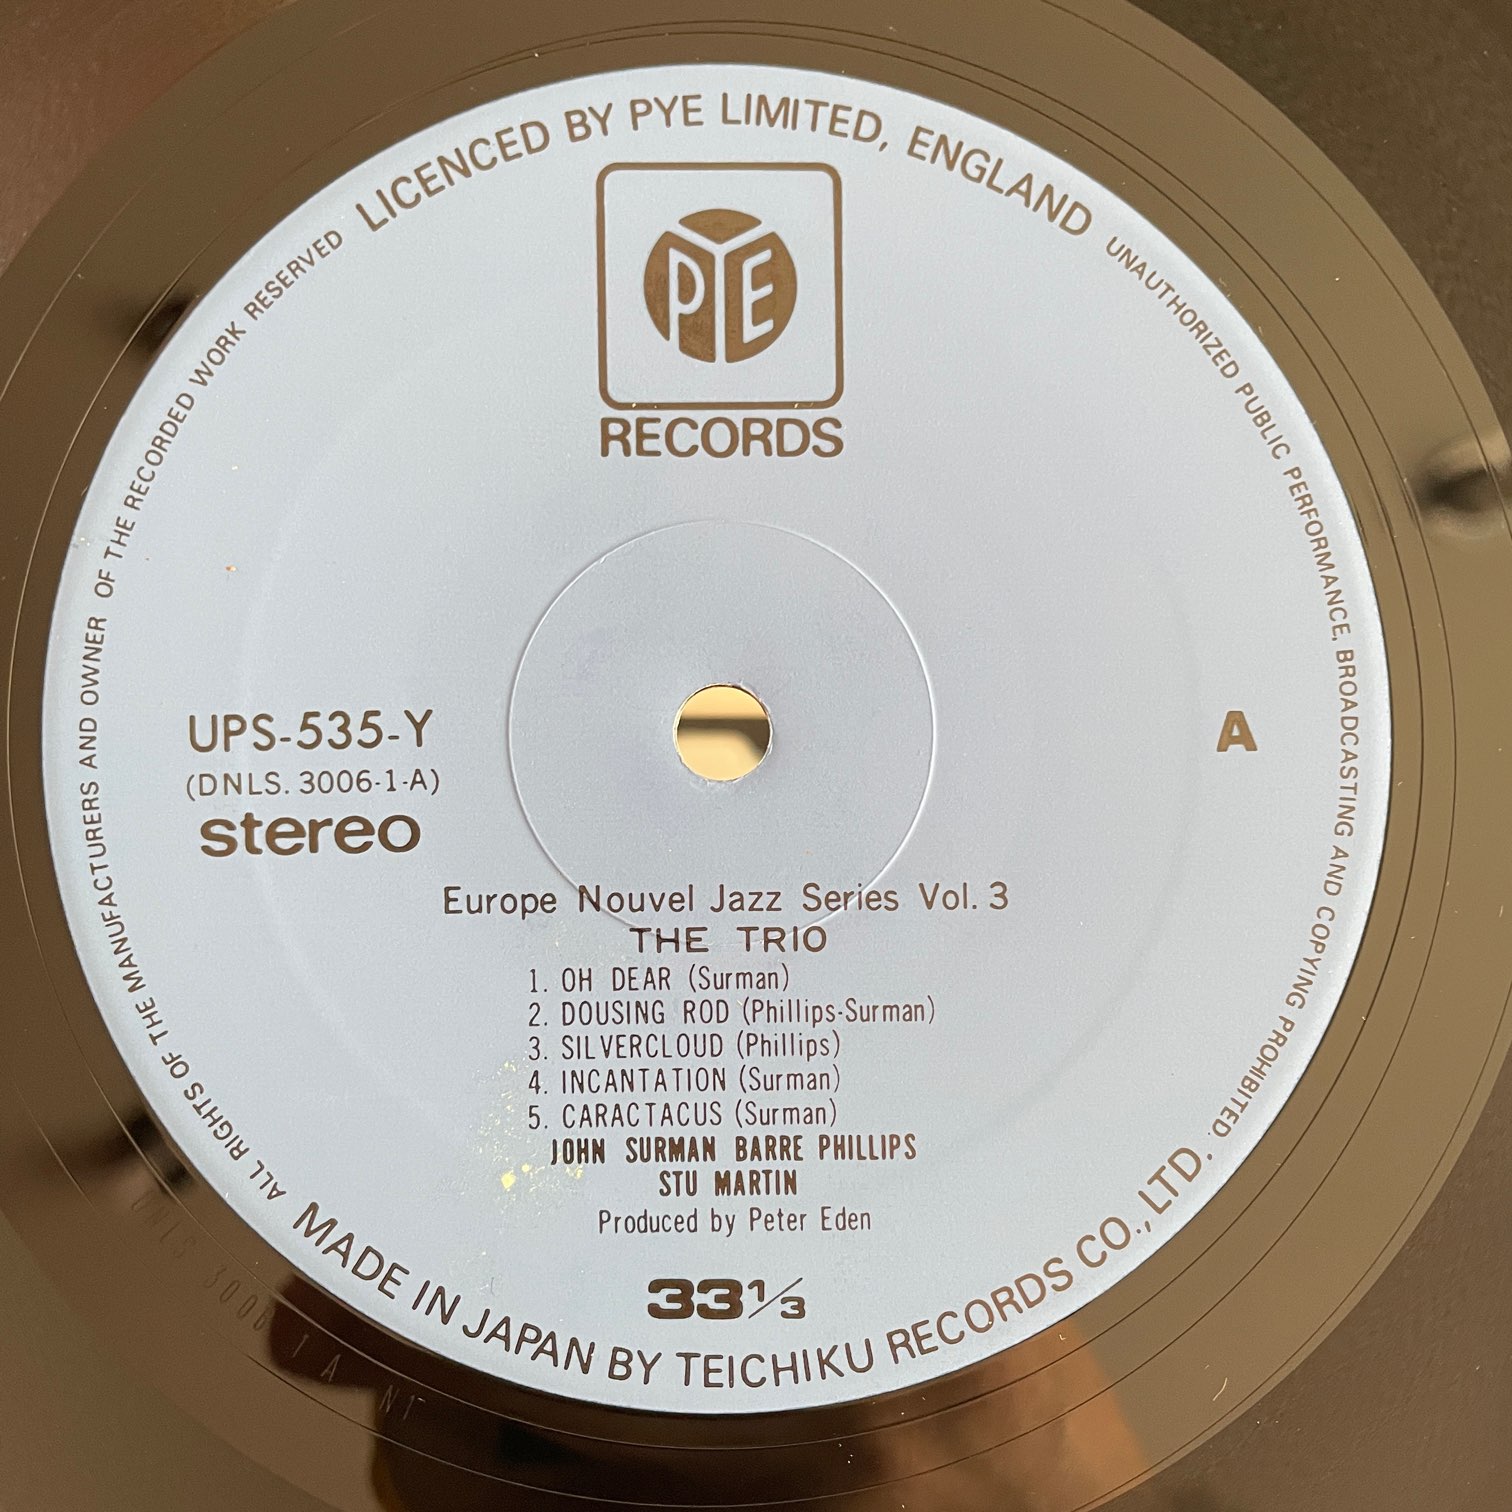 LICENCED BY PYE LIMITED, ENGLAND
UNAUTHORIZED PUBLIC PERFORMANCE, BROADCASTING AND COPYING PROHIBITED.
PYE
RECORDS
UPS-535-Y
(DNLS. 3006-1-A)
stereo
A
Europe Nouvel Jazz Series Vol. 3
THE TRIO
1. OH DEAR (Surman)
2. DOUSING ROD (Phillips-Surman)
3. SILVERCLOUD (Phillips)
4. INCANTATION (Surman)
5. CARACTACUS (Surman)
JOHN SURMAN BARRE PHILLIPS
STU MARTIN
Produced by Peter Eden
33 1/3
MADE IN JAPAN BY TEICHIKU RECORDS CO., LTD.
ALL RIGHTS OF THE MANUFACTURERS AND OWNER OF THE RECORDED WORK RESERVED